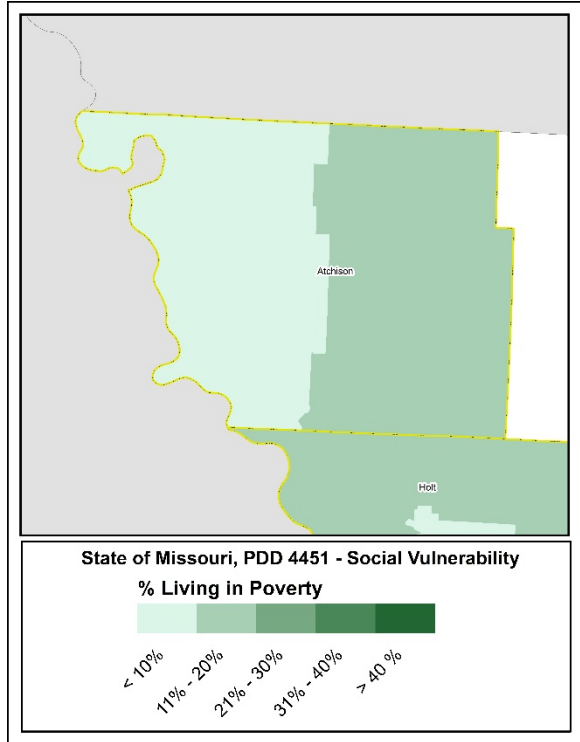 Atchison
Holt
State of Missouri, PDD 4451 - Social Vulnerability
% Living in Poverty
< 10%
11% - 20%
21% - 30%
31% - 40%
> 40 %